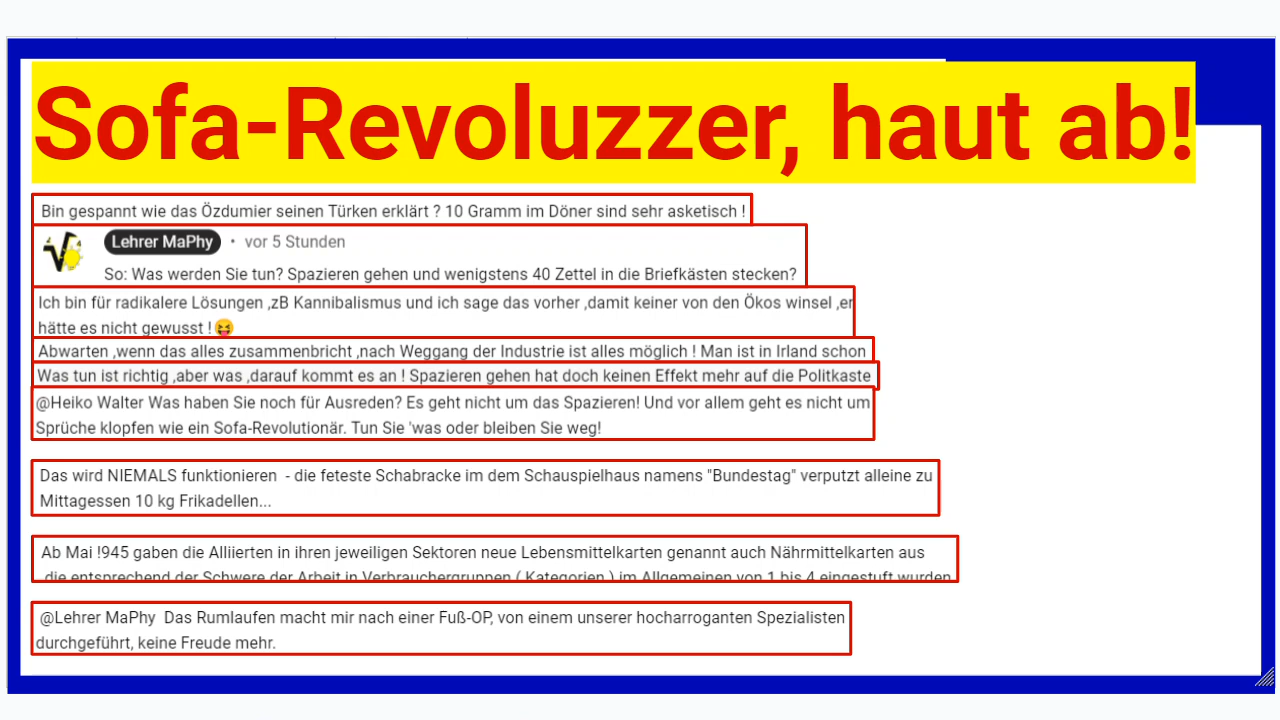 Sofa-Revoluzzer, haut ab!
Bin gespannt wie das Özdumier seinen Türken erklärt ? 10 Gramm im Döner sind sehr asketisch !
Lehrer MaPhy • vor 5 Stunden
So: Was werden Sie tun? Spazieren gehen und wenigstens 40 Zettel in die Briefkästen stecken?
Ich bin für radikalere Lösungen ,zB Kannibalismus und ich sage das vorher ,damit keiner von den Ökos winsel ,er
hätte es nicht gewusst ! 😝
Abwarten ,wenn das alles zusammenbricht ,nach Weggang der Industrie ist alles möglich ! Man ist in Irland schon
Was tun ist richtig ,aber was ,darauf kommt es an ! Spazieren gehen hat doch keinen Effekt mehr auf die Politkaste
@Heiko Walter Was haben Sie noch für Ausreden? Es geht nicht um das Spazieren! Und vor allem geht es nicht um
Sprüche klopfen wie ein Sofa-Revolutionär. Tun Sie 'was oder bleiben Sie weg!
Das wird NIEMALS funktionieren - die feteste Schabracke im dem Schauspielhaus namens "Bundestag" verputzt alleine zu
Mittagessen 10 kg Frikadellen...
Ab Mai !945 gaben die Alliierten in ihren jeweiligen Sektoren neue Lebensmittelkarten genannt auch Nährmittelkarten aus
die entsprechend der Schwere der Arbeit in Verbrauchergruppen ( Kategorien ) im Allgemeinen von 1 bis 4 eingestuft wurden
@Lehrer MaPhy Das Rumlaufen macht mir nach einer Fuß-OP, von einem unserer hocharroganten Spezialisten
durchgeführt, keine Freude mehr.